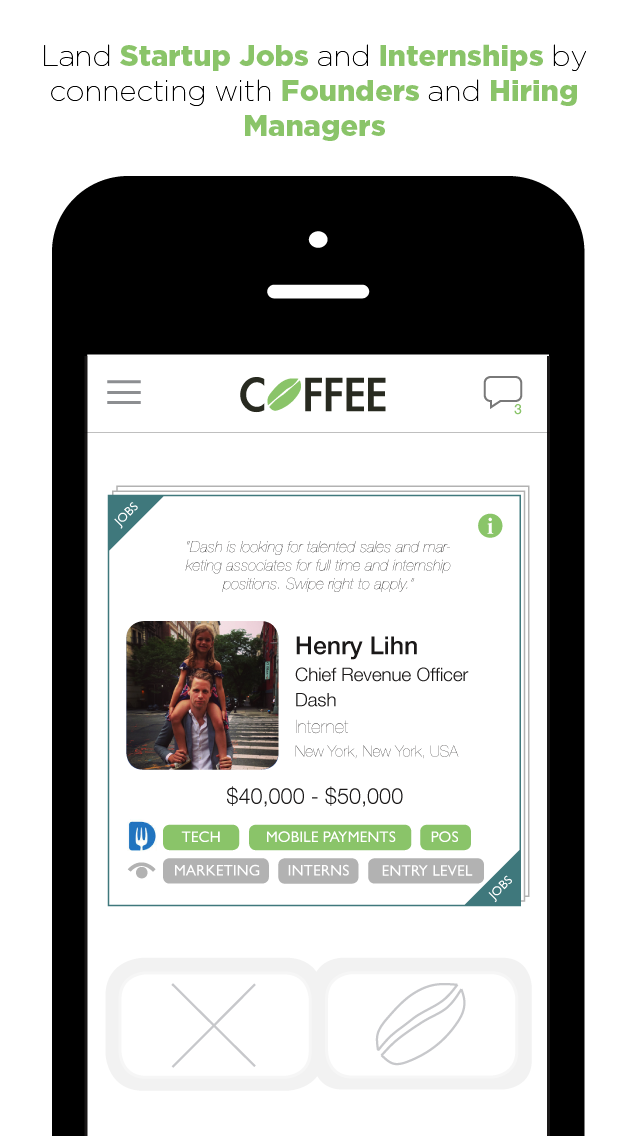 Land Startup Jobs and Internships by
connecting with Founders and Hiring
Managers
COFFEE
3
JOBS
i
"Dash is looking for talented sales and mar-
keting associates for full time and internship
positions. Swipe right to apply."
Henry Lihn
Chief Revenue Officer
Dash
Internet
New York, New York, USA
$40,000 - $50,000
TECH MOBILE PAYMENTS POS
MARKETING INTERNS ENTRY LEVEL
JOBS